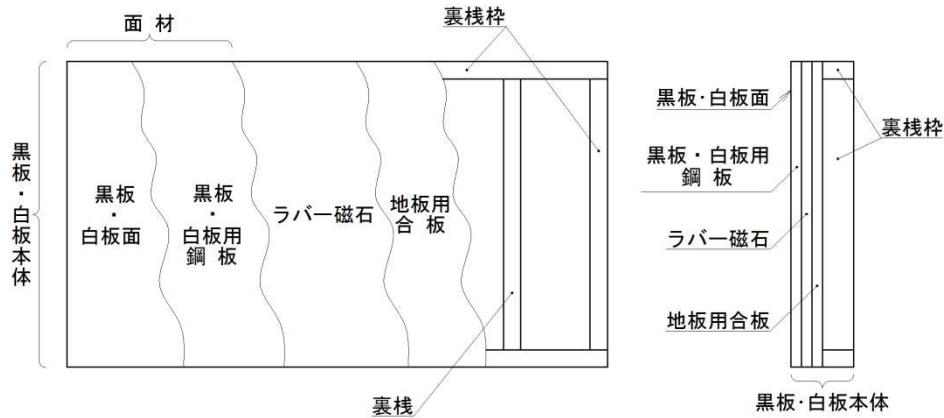 面 材
裏桟枠
黒板・白板本体
黒板
・
白板面
黒板
・
白板用
鋼 板
ラバー磁石
地板用
合 板
裏桟
黒板・白板面
裏桟枠
黒板・白板用
鋼 板
ラバー磁石
地板用合板
黒板・白板本体